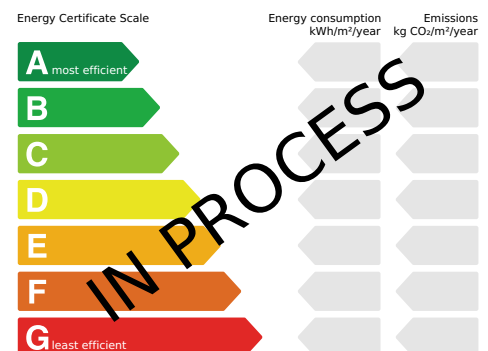 Energy Certificate Scale
Energy consumption
kWh/m²/year
Emissions
kg CO₂/m²/year
A most efficient
B
C
D
E
F
G least efficient
IN PROCESS